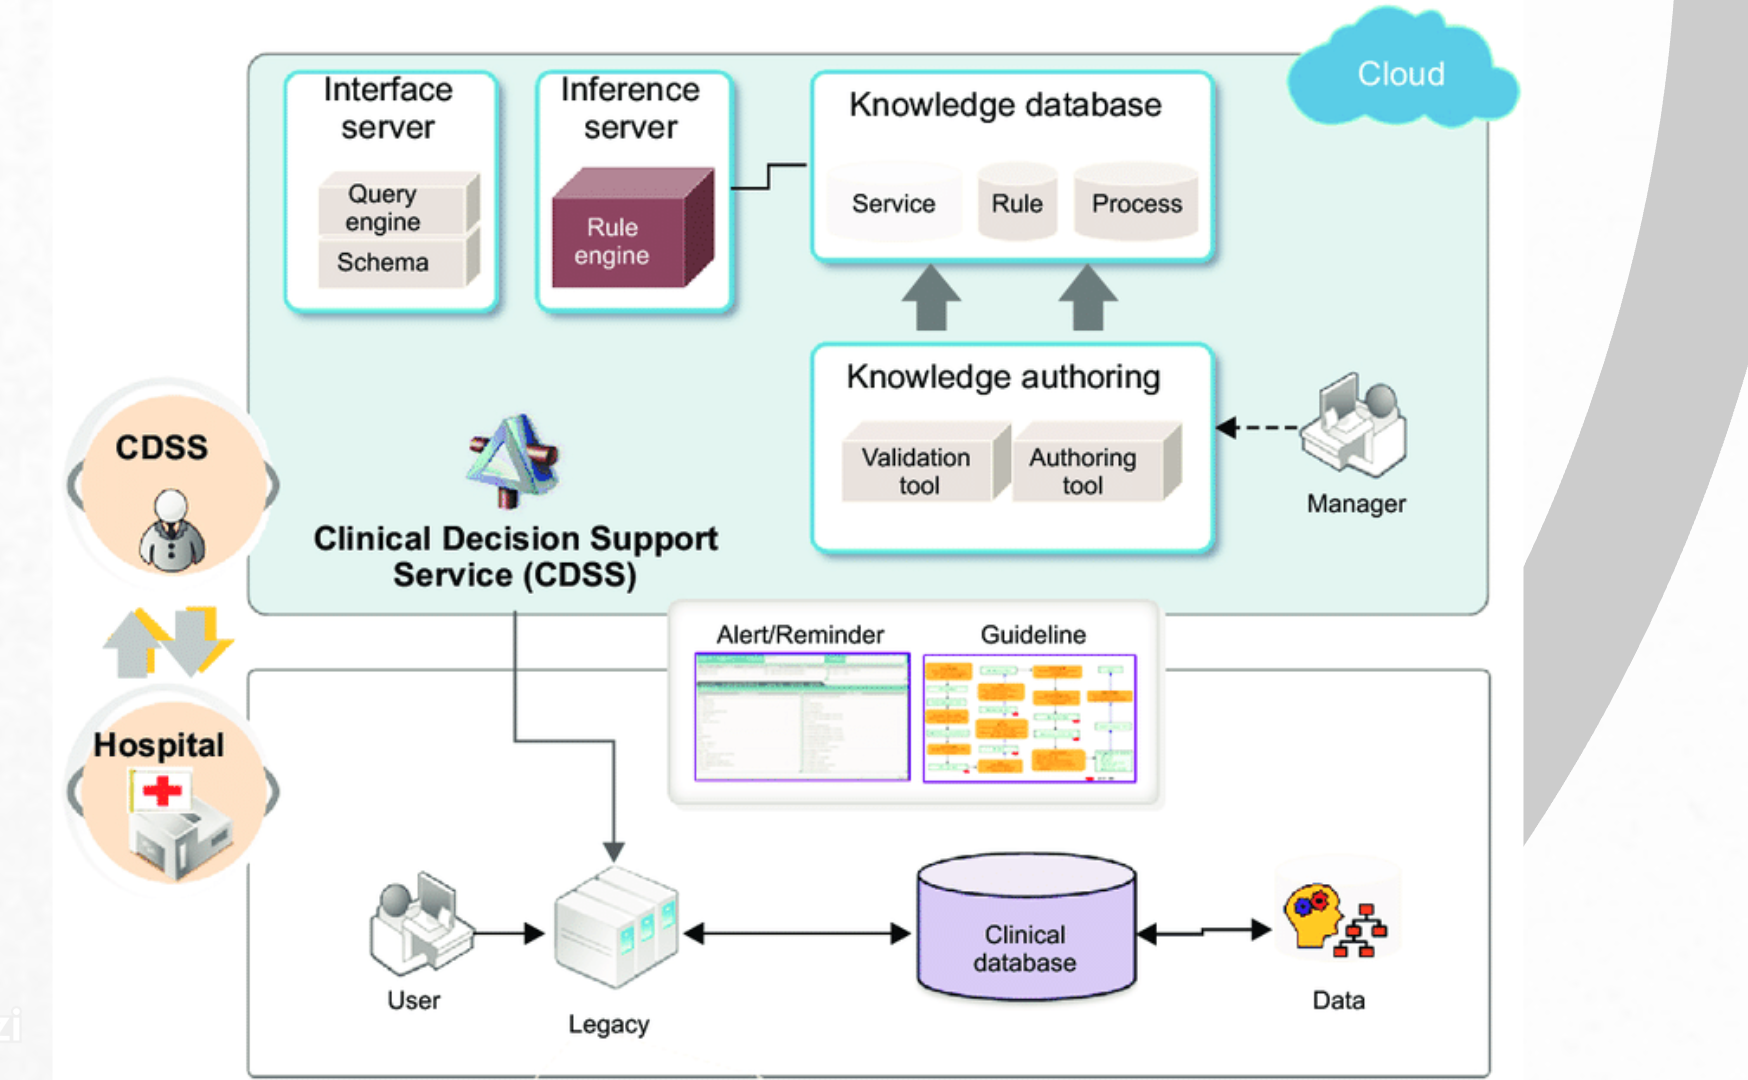 Cloud
Interface
server
Query
engine
Schema
Inference
server
Rule
engine
Knowledge database
Service
Rule
Process
Knowledge authoring
Validation
tool
Authoring
tool
Manager
CDSS
Clinical Decision Support
Service (CDSS)
Alert/Reminder
Guideline
Hospital
User
Legacy
Clinical
database
Data
zi